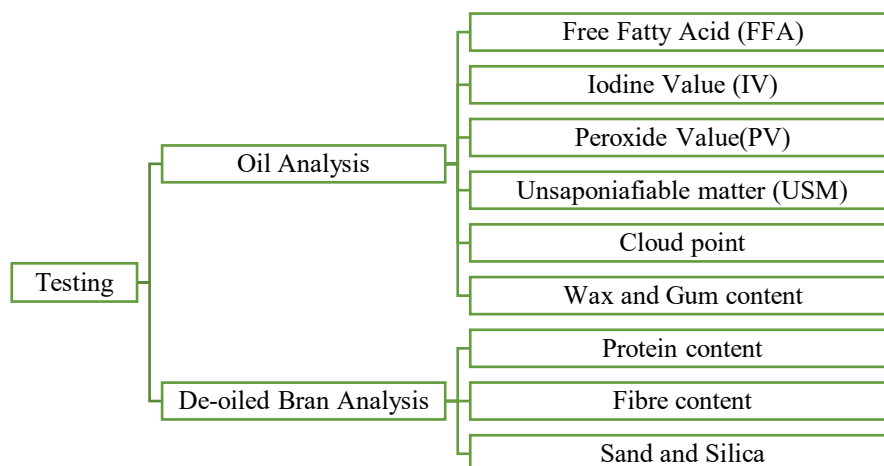 Testing
Oil Analysis
Free Fatty Acid (FFA)
Iodine Value (IV)
Peroxide Value(PV)
Unsaponiafiable matter (USM)
Cloud point
Wax and Gum content
De-oiled Bran Analysis
Protein content
Fibre content
Sand and Silica